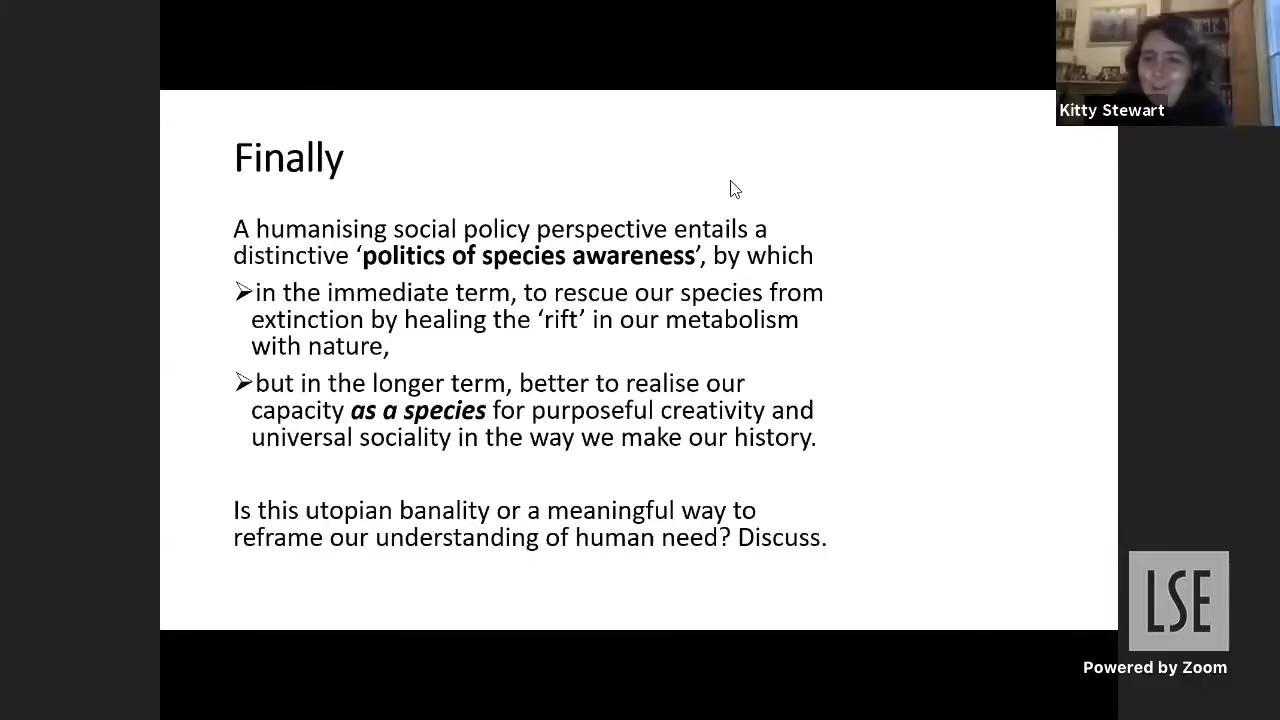 Kitty Stewart
Finally
A humanising social policy perspective entails a
distinctive ‘politics of species awareness’, by which
➢in the immediate term, to rescue our species from
extinction by healing the ‘rift’ in our metabolism
with nature,
➢but in the longer term, better to realise our
capacity as a species for purposeful creativity and
universal sociality in the way we make our history.
Is this utopian banality or a meaningful way to
reframe our understanding of human need? Discuss.
LSE
Powered by Zoom